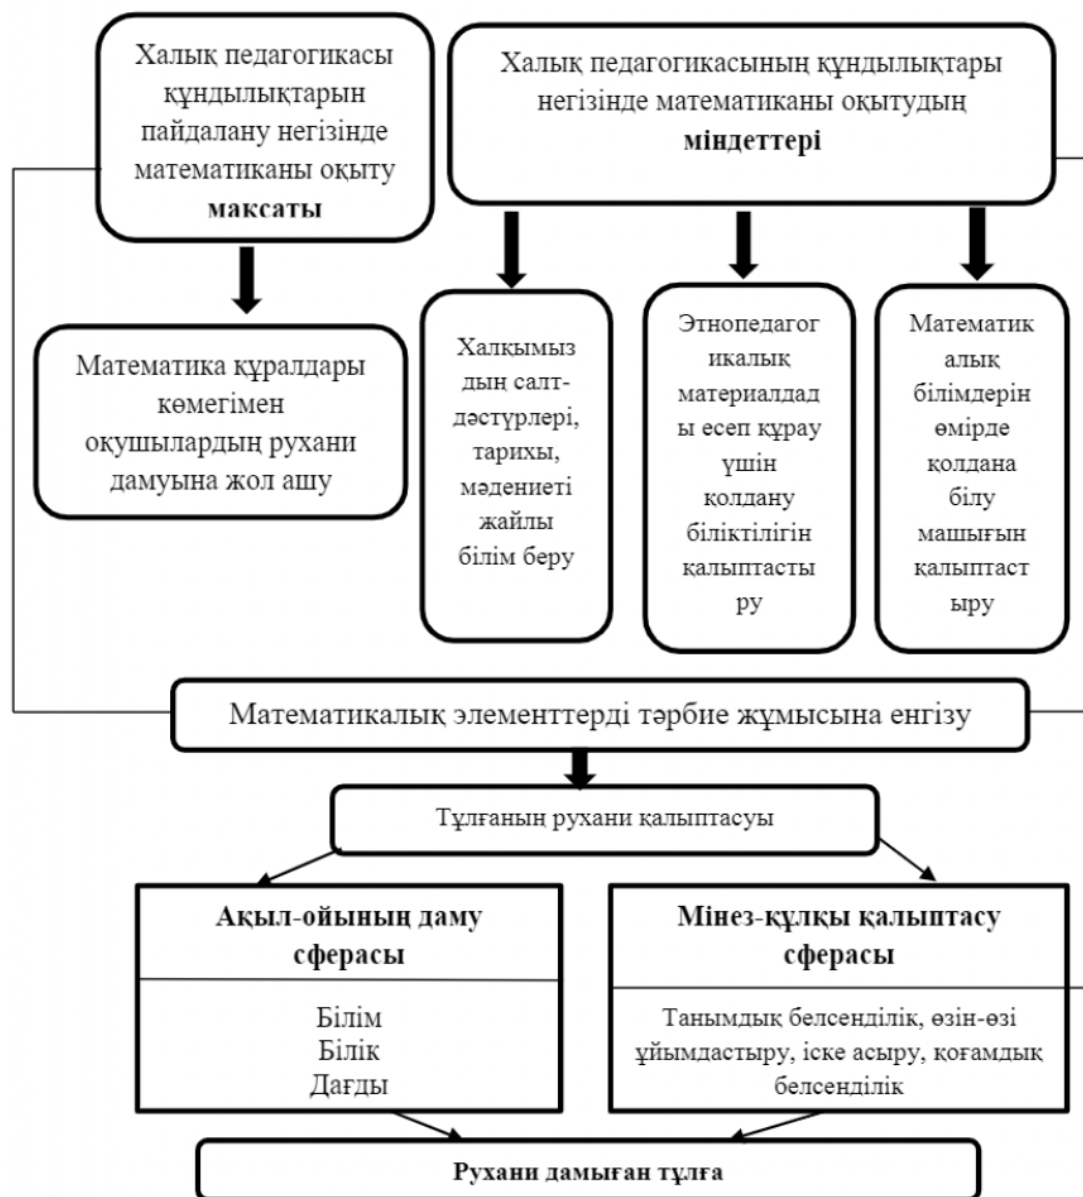 Халық педагогикасы
құндылықтарын
пайдалану негізінде
математиканы оқыту
мақсаты
Халық педагогикасының құндылықтары
негізінде математиканы оқытудың
міндеттері
Математика құралдары
көмегімен
оқушылардың рухани
дамуына жол ашу
Халқымыз
дың салт-
дәстүрлері,
тарихы,
мәдениеті
жайлы
білім беру
Этнопедагог
икалық
материалдад
ы есеп құрау
үшін
қолдану
біліктілігін
қалыптасты
ру
Математик
алық
білімдерін
өмірде
қолдана
білу
машығын
қалыптаст
ыру
Математикалық элементтерді тәрбие жұмысына енгізу
Тұлғаның рухани қалыптасуы
Ақыл-ойының даму
сферасы
Білім
Білік
Дағды
Мінез-құлқы қалыптасу
сферасы
Танымдық белсенділік, өзін-өзі
ұйымдастыру, іске асыру, қоғамдық
белсенділік
Рухани дамыған тұлға